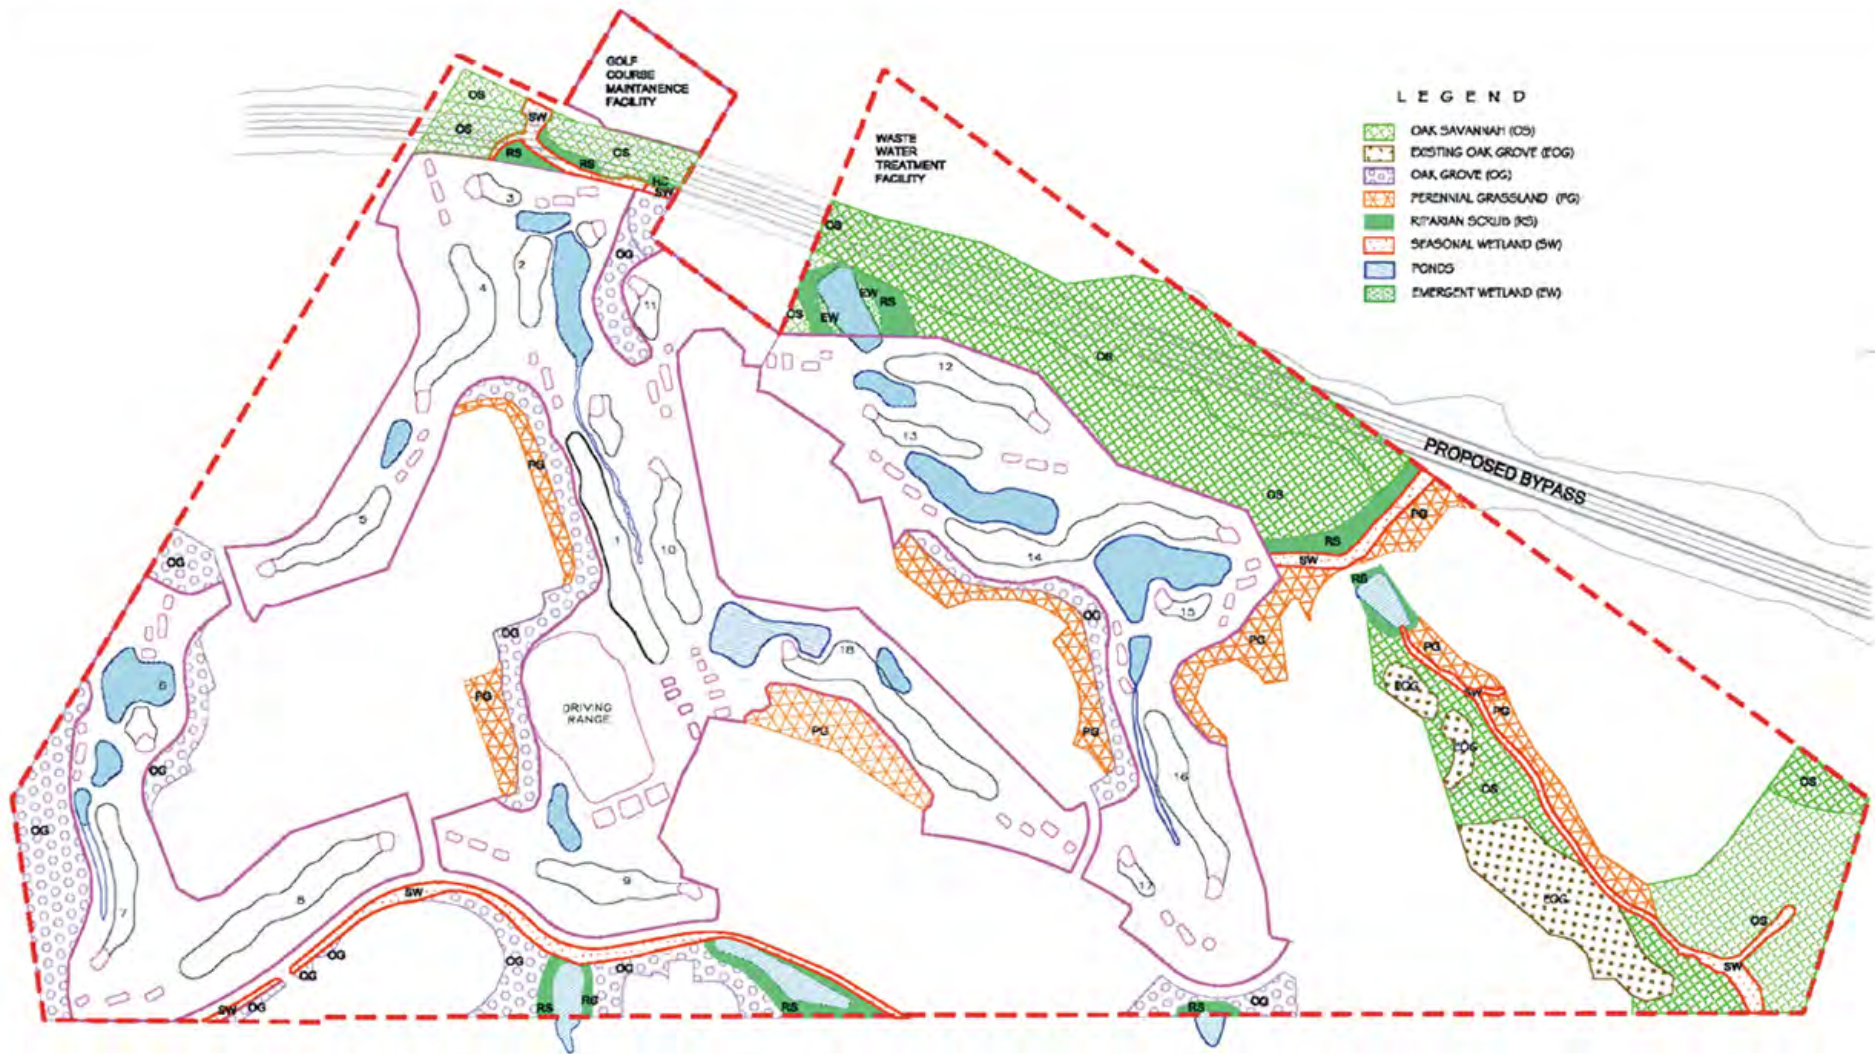 GOLF
COURSE
MAINTANENCE
FACILITY
WASTE
WATER
TREATMENT
FACILITY
LEGEND
OAK SAVANNAH (OS)
EXISTING OAK GROVE (EOG)
OAK GROVE (OG)
PERENNIAL GRASSLAND (PG)
RIPARIAN SCRUB (RS)
SEASONAL WETLAND (SW)
PONDS
EMERGENT WETLAND (EW)
OS
SW
OS
OS
RS
RS
RS
SW
3
OS
OG
2
4
11
EW
RS
OS
EW
OS
12
13
PROPOSED BYPASS
PG
OS
PG
5
1
10
RS
14
SW
OG
RS
15
OG
OG
PG
PG
18
6
EOG
SW
PG
PG
DRIVING
RANGE
PG
PG
EOG
OG
16
OS
OS
OG
17
SW
9
8
EOG
7
OS
OG
OG
OG
OG
SW
SW
OG
RS
RS
RS
RS
OG